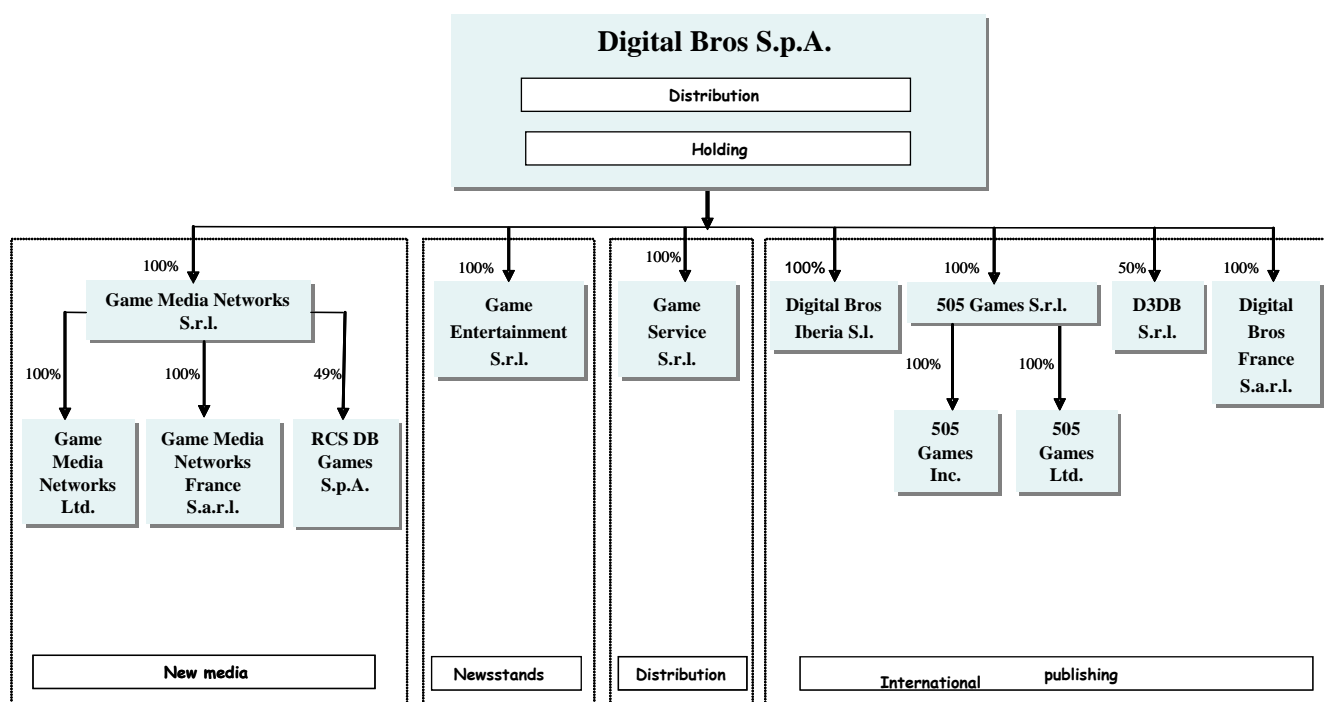 Digital Bros S.p.A.
Distribution
Holding
100%
Game Media Networks
S.r.l.
100%
100%
49%
Game
Media
Networks
Ltd.
Game Media
Networks
France
S.a.r.l.
RCS DB
Games
S.p.A.
New media
100%
Game
Entertainment
S.r.l.
Newsstands
100%
Game
Service
S.r.l.
Distribution
100%
Digital Bros
Iberia S.l.
100%
505 Games S.r.l.
100%
100%
505
Games
Inc.
505
Games
Ltd.
50%
D3DB
S.r.l.
100%
Digital
Bros
France
S.a.r.l.
International publishing